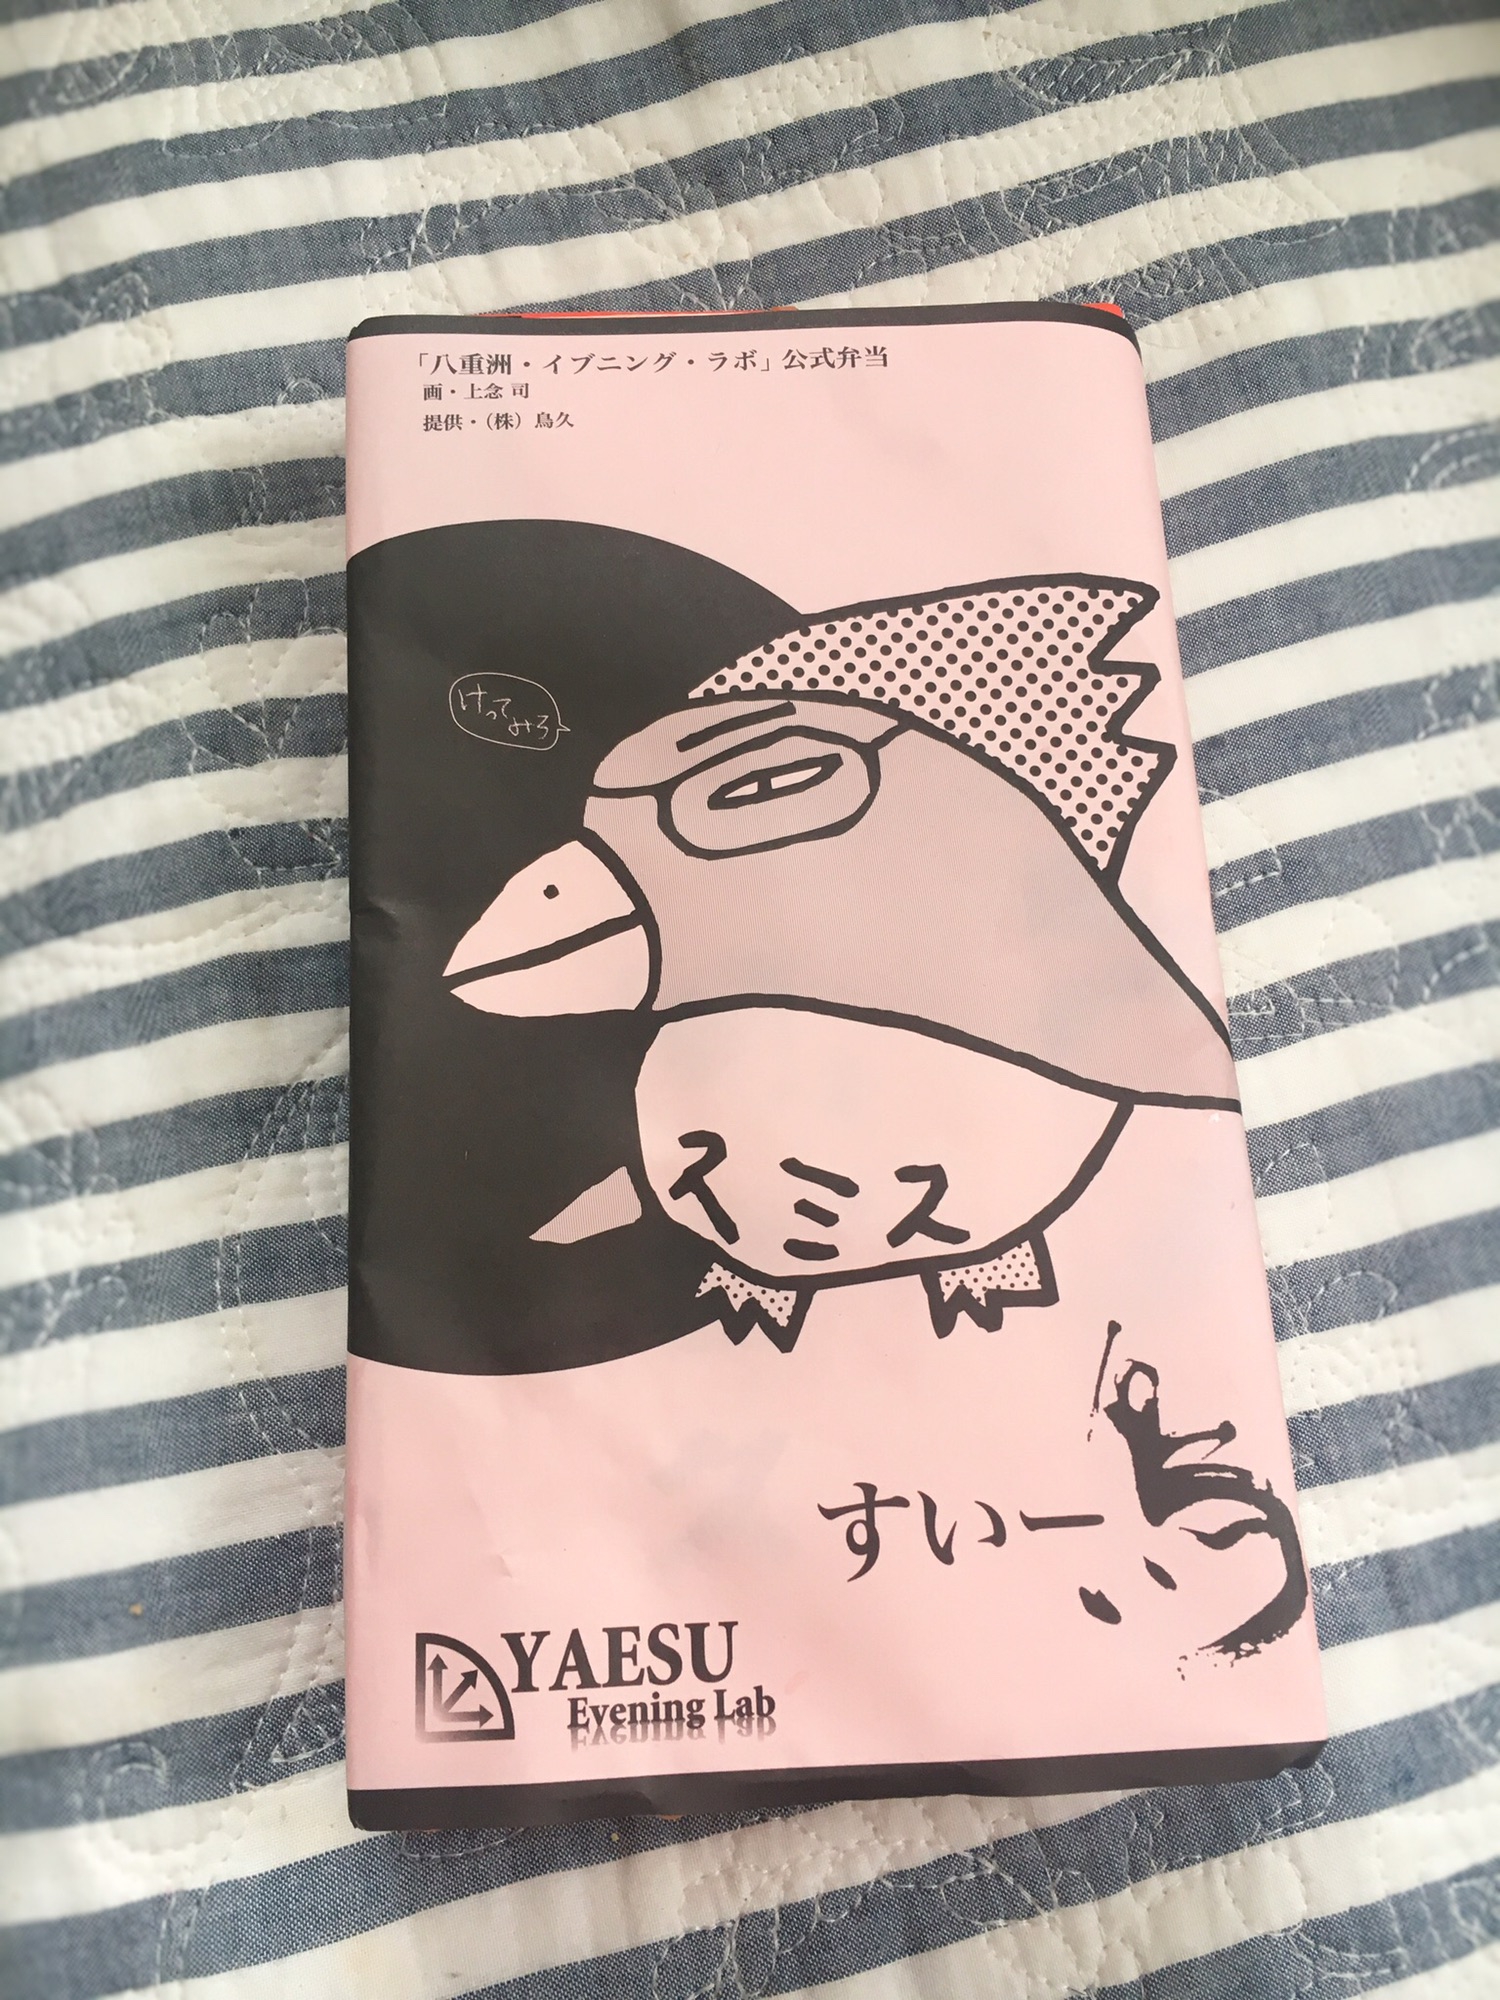 「八重洲・イブニング・ラボ」公式弁当
画・上念 司
提供・（株）鳥久
けってみろ
イミス
すいー鳥
YAESU
Evening Lab